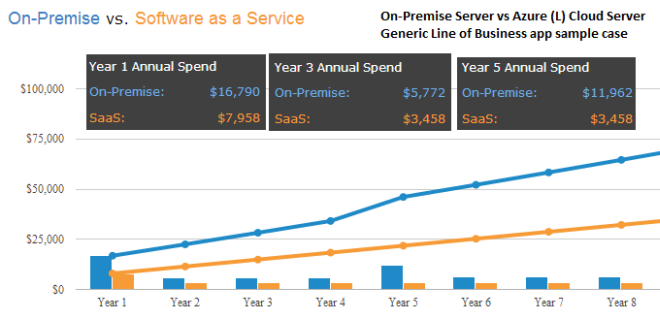 On-Premise vs. Software as a Service
On-Premise Server vs Azure (L) Cloud Server
Generic Line of Business app sample case
Year 1 Annual Spend
On-Premise: $16,790
SaaS: $7,958
Year 3 Annual Spend
On-Premise: $5,772
SaaS: $3,458
Year 5 Annual Spend
On-Premise: $11,962
SaaS: $3,458
$100,000
$75,000
$50,000
$25,000
$0
Year 1 Year 2 Year 3 Year 4 Year 5 Year 6 Year 7 Year 8